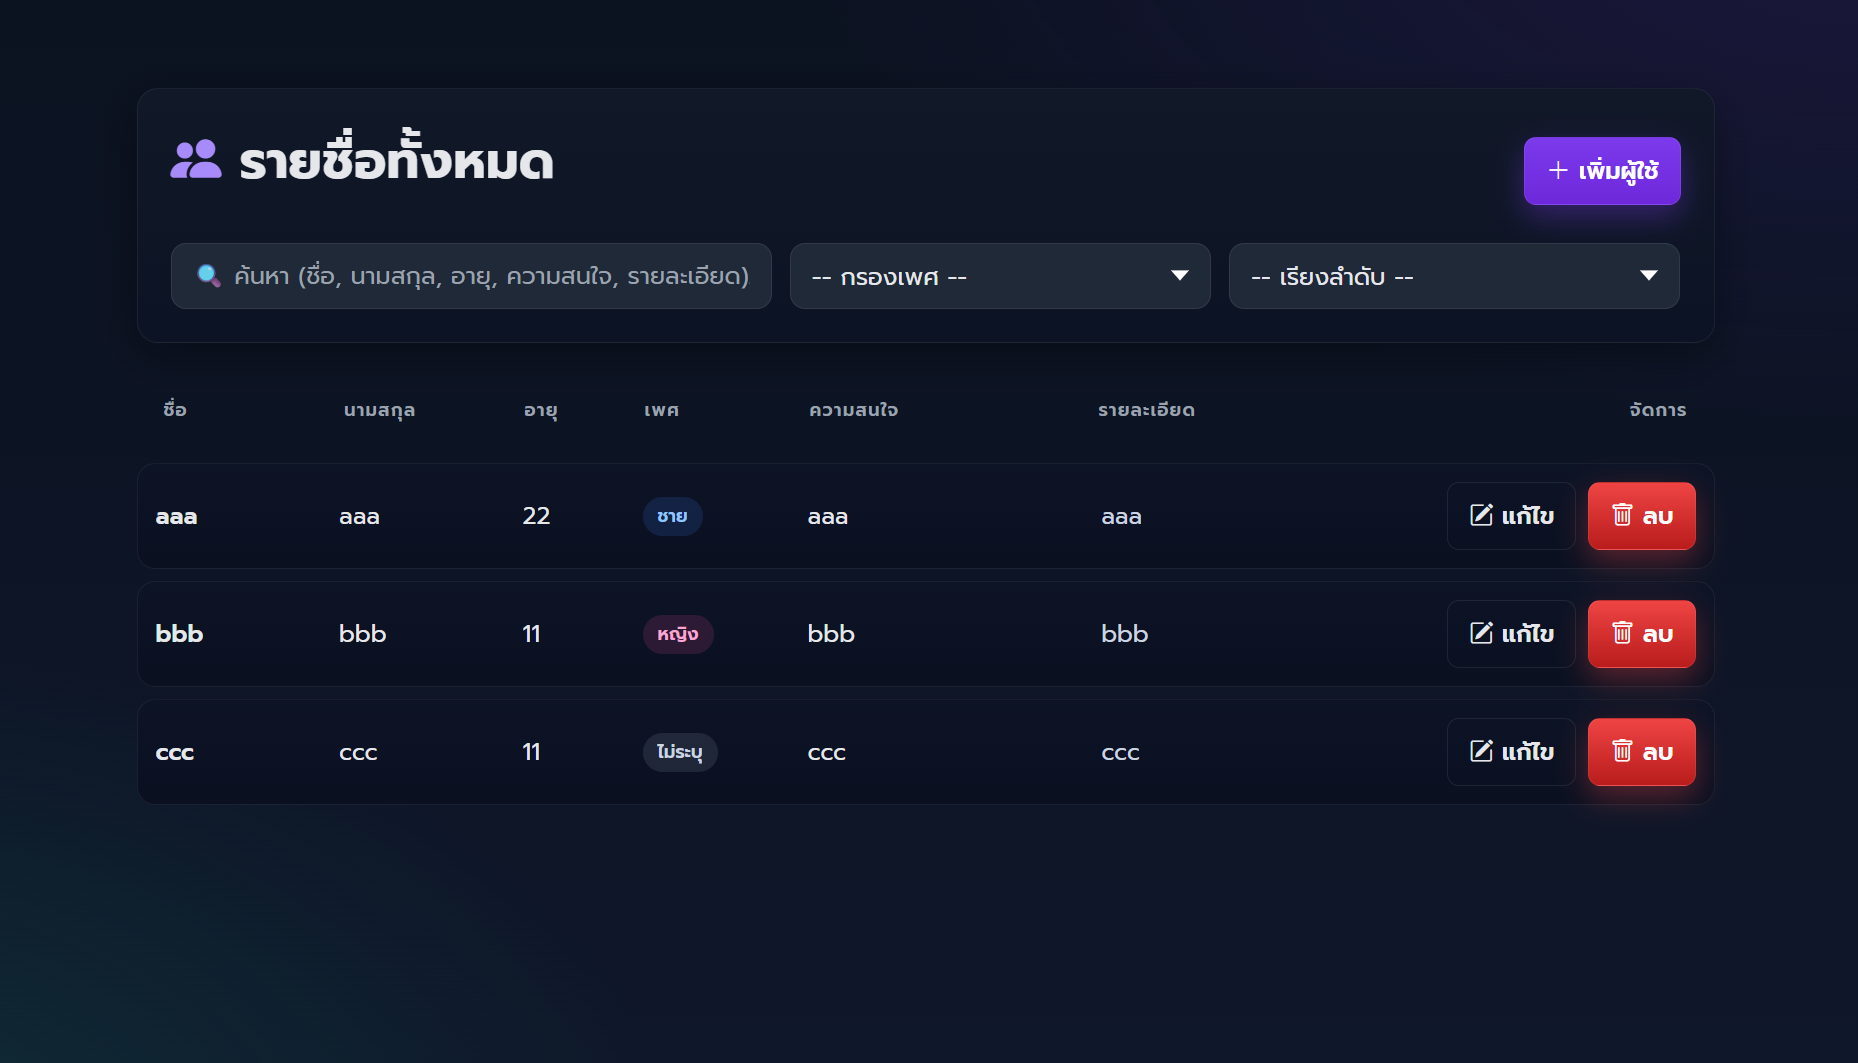 รายชื่อทั้งหมด
+ เพิ่มผู้ใช้
🔍 ค้นหา (ชื่อ, นามสกุล, อายุ, ความสนใจ, รายละเอียด)
-- กรองเพศ --
-- เรียงลำดับ --
ชื่อ นามสกุล อายุ เพศ ความสนใจ รายละเอียด จัดการ
aaa aaa 22 ชาย aaa aaa แก้ไข ลบ
bbb bbb 11 หญิง bbb bbb แก้ไข ลบ
ccc ccc 11 ไม่ระบุ ccc ccc แก้ไข ลบ